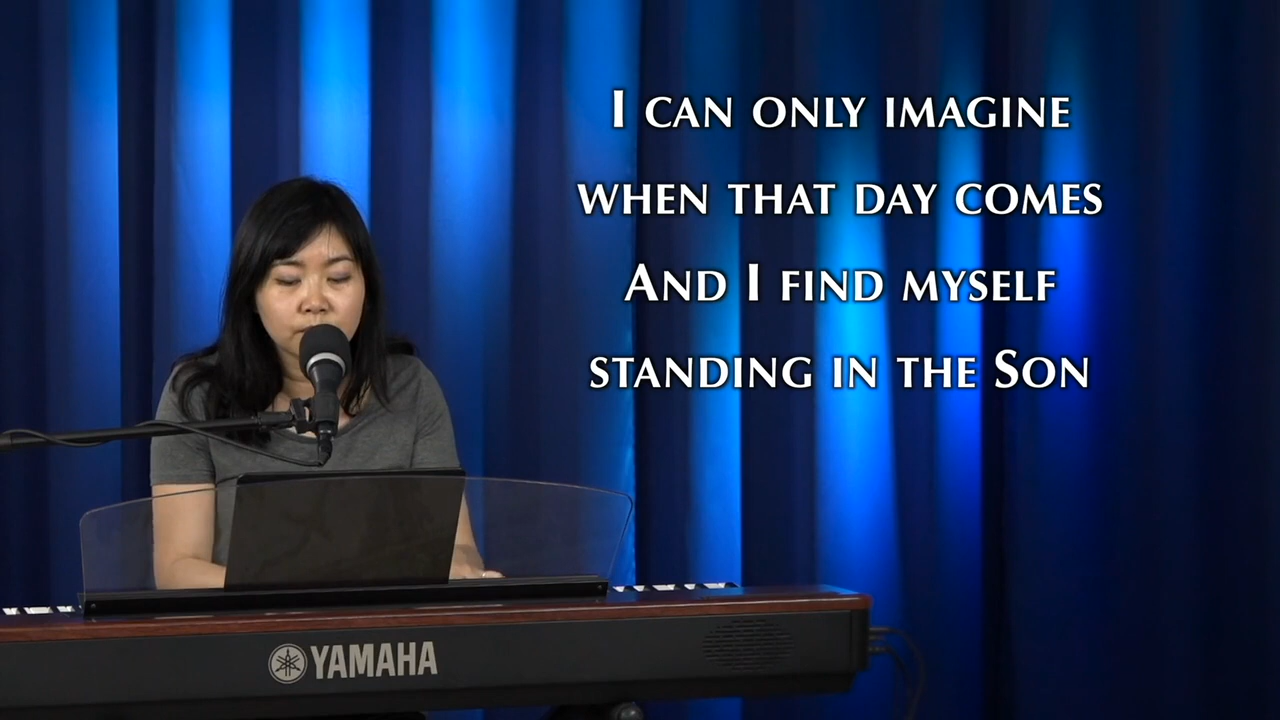 I can only imagine
when that day comes
And I find myself
standing in the Son
YAMAHA